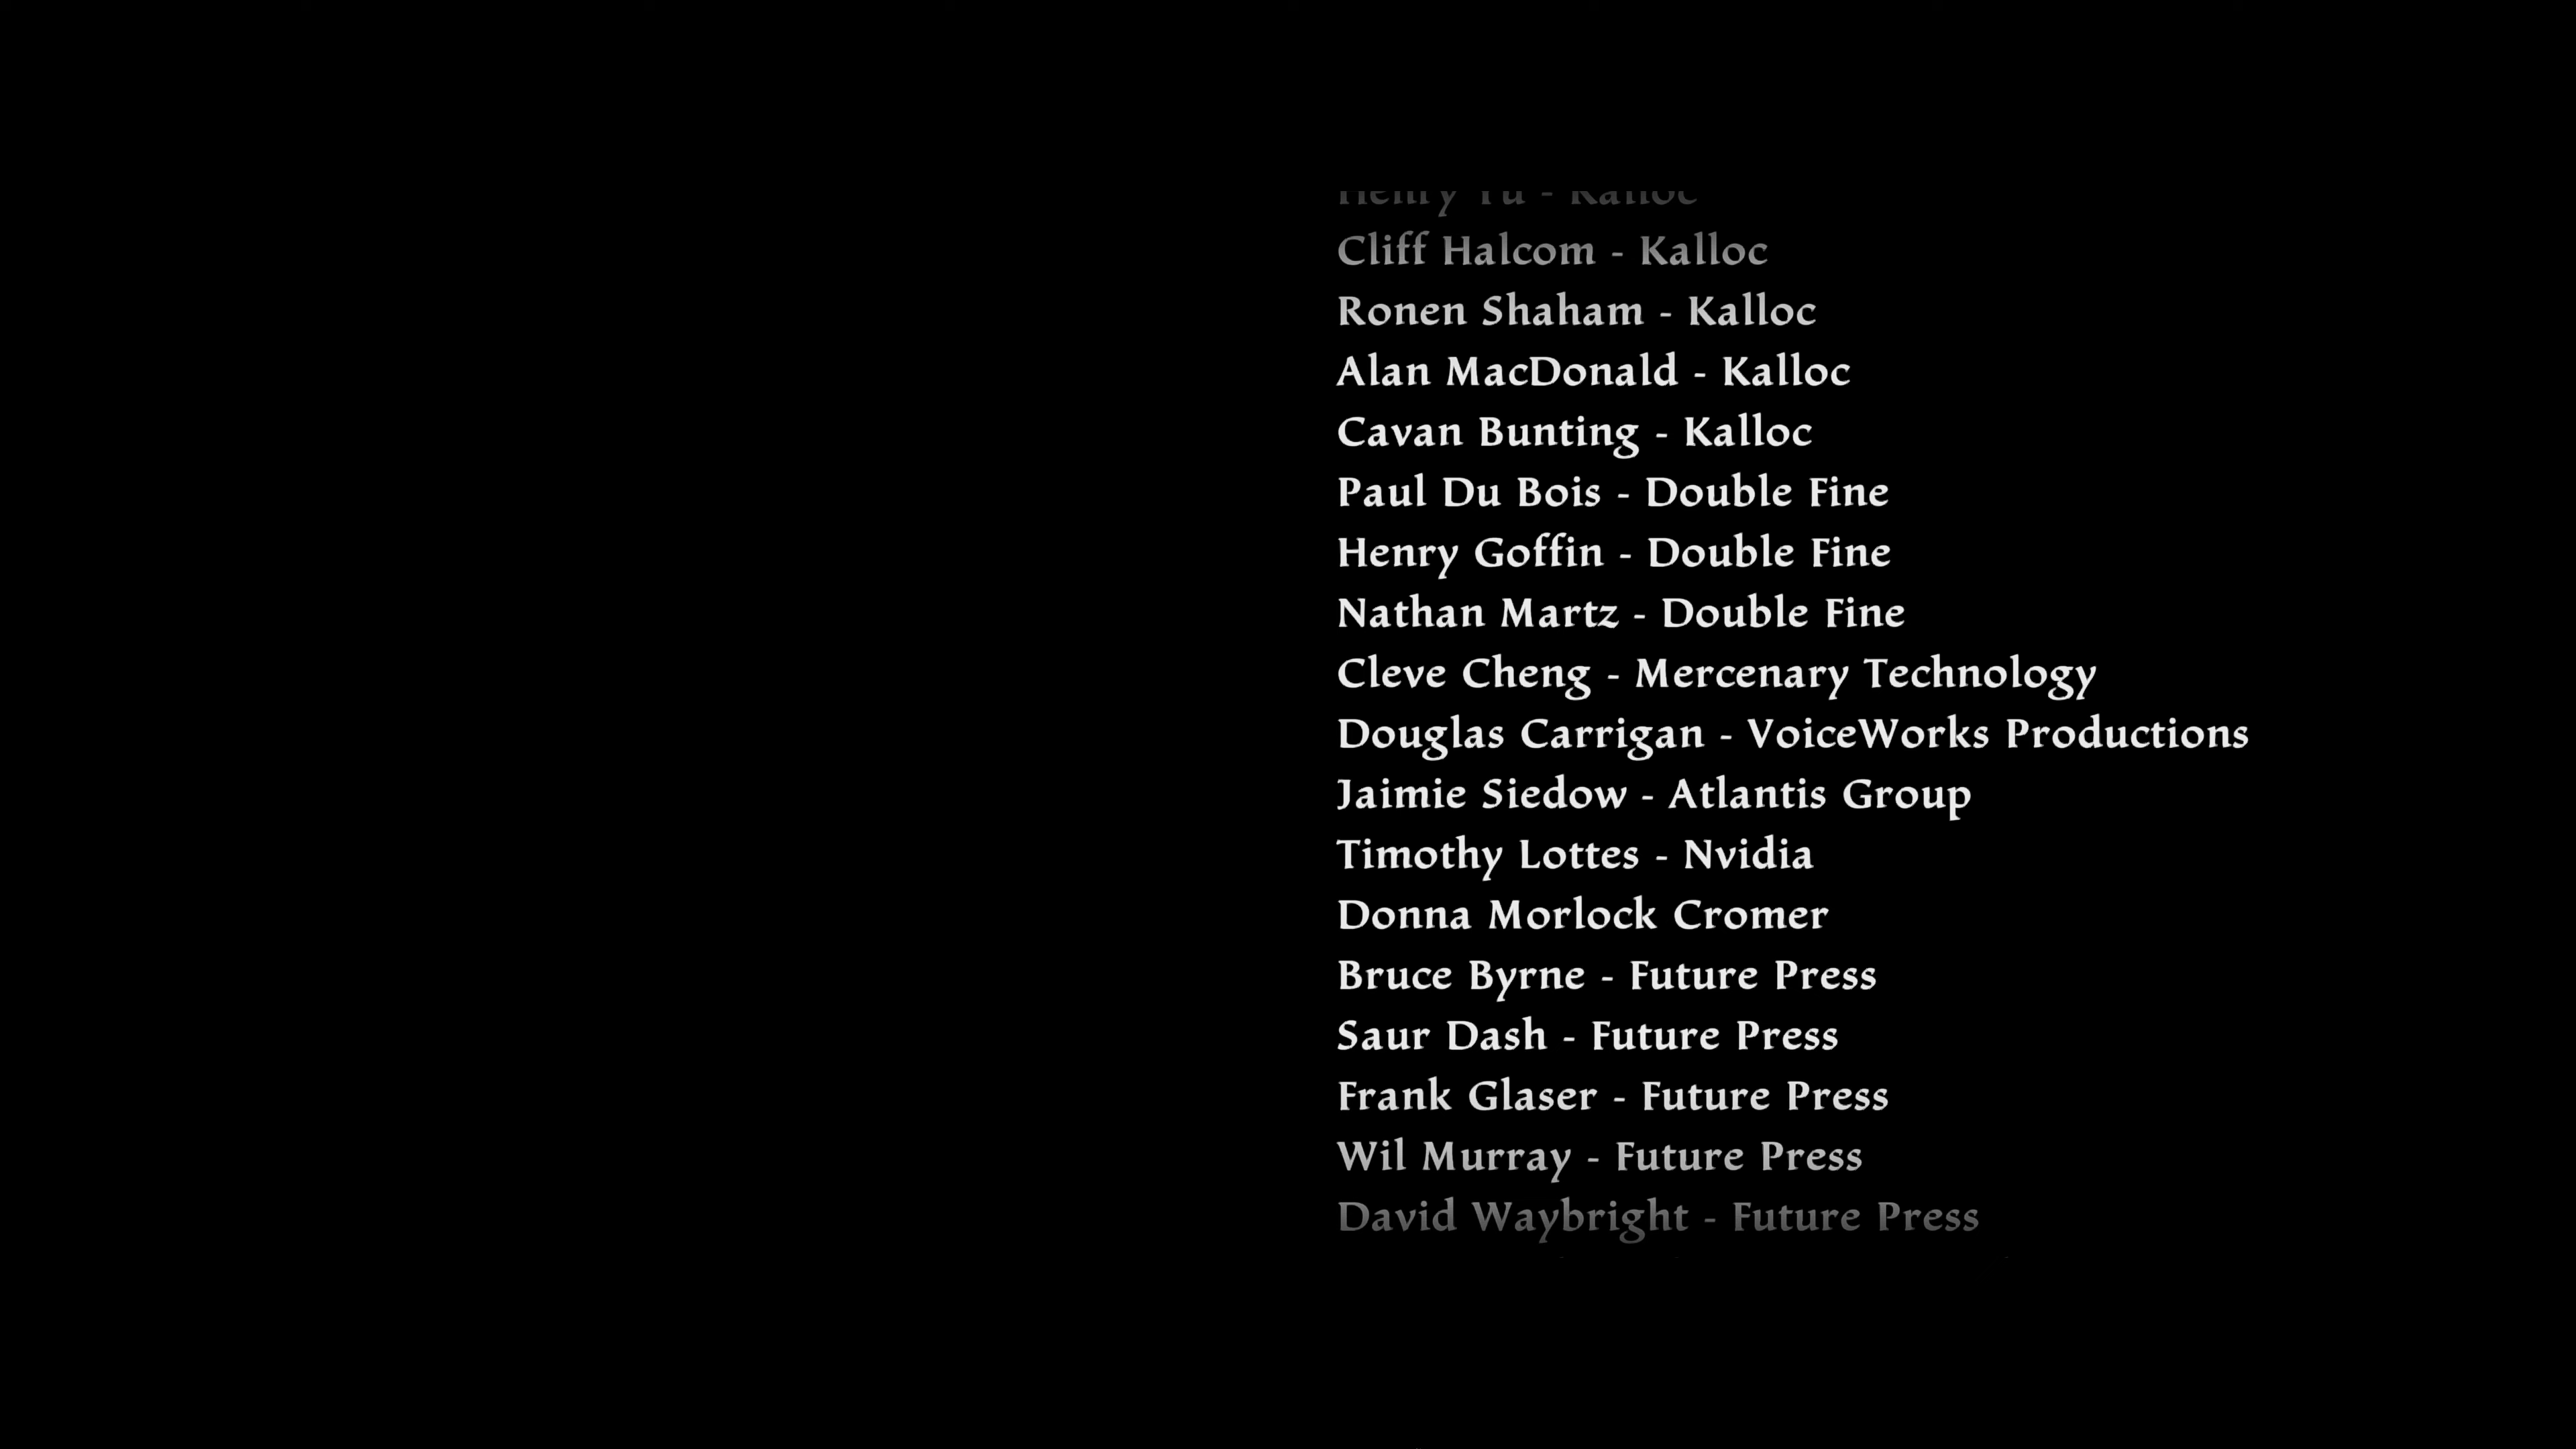 Henry Yu - Kalloc
Cliff Halcom - Kalloc
Ronen Shaham - Kalloc
Alan MacDonald - Kalloc
Cavan Bunting - Kalloc
Paul Du Bois - Double Fine
Henry Goffin - Double Fine
Nathan Martz - Double Fine
Cleve Cheng - Mercenary Technology
Douglas Carrigan - VoiceWorks Productions
Jaimie Siedow - Atlantis Group
Timothy Lottes - Nvidia
Donna Morlock Cromer
Bruce Byrne - Future Press
Saur Dash - Future Press
Frank Glaser - Future Press
Wil Murray - Future Press
David Waybright - Future Press